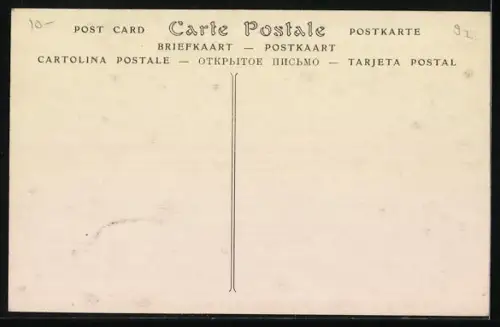 10-
POST CARD Carte Postale POSTKARTE
BRIEFKAART — POSTKAART
CARTOLINA POSTALE — ОТКРЫТОЕ ПИСЬМО — TARJETA POSTAL